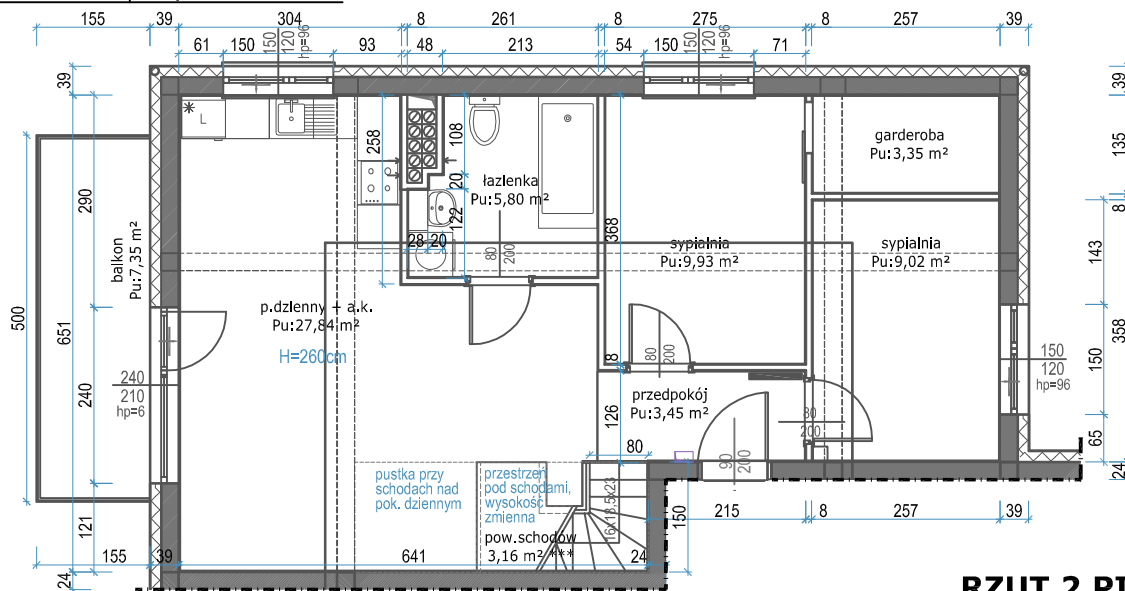 155 39 304 8 261 8 275 8 257 39
61 150 93 48 213 54 150 71
150
120
hp=96
150
120
hp=96
39
39
L
258
108
20
122
28 20
łazienka
Pu:5,80 m²
80
200
garderoba
Pu:3,35 m²
135
8
290
balkon
Pu:7,35 m²
368
sypialnia
Pu:9,93 m²
sypialnia
Pu:9,02 m²
143
500
651
p.dzienny + a.k.
Pu:27,84 m²
H=260cm
358
150
150
120
hp=96
240
240
210
hp=6
8
80
200
przedpokój
Pu:3,45 m²
126
80
80
200
90
200
65
24
pustka przy
schodach nad
pok. dziennym
przestrzeń
pod schodami,
wysokość
zmienna
pow.schodów
3,16 m² ***
16x18.5x23
150
215 8 257 39
121
155 39 641 24
24
RZUT 2 PI